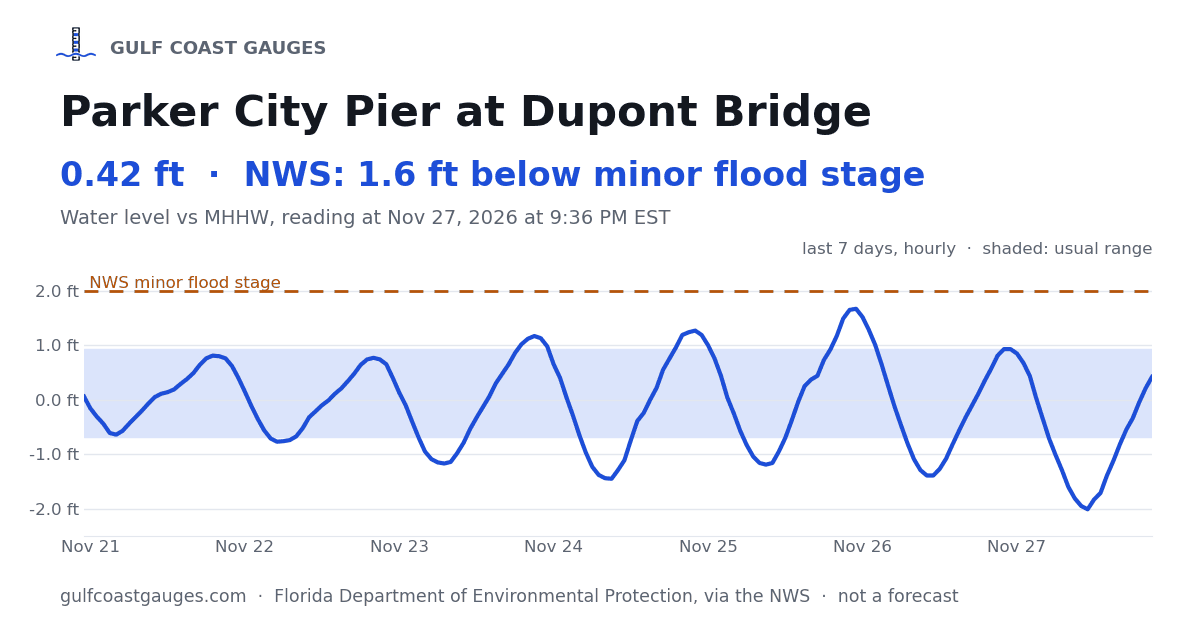 GULF COAST GAUGES
Parker City Pier at Dupont Bridge
0.42 ft · NWS: 1.6 ft below minor flood stage
Water level vs MHHW, reading at Nov 27, 2026 at 9:36 PM EST
last 7 days, hourly · shaded: usual range
NWS minor flood stage
2.0 ft
1.0 ft
0.0 ft
-1.0 ft
-2.0 ft
Nov 21 Nov 22 Nov 23 Nov 24 Nov 25 Nov 26 Nov 27
gulfcoastgauges.com · Florida Department of Environmental Protection, via the NWS · not a forecast